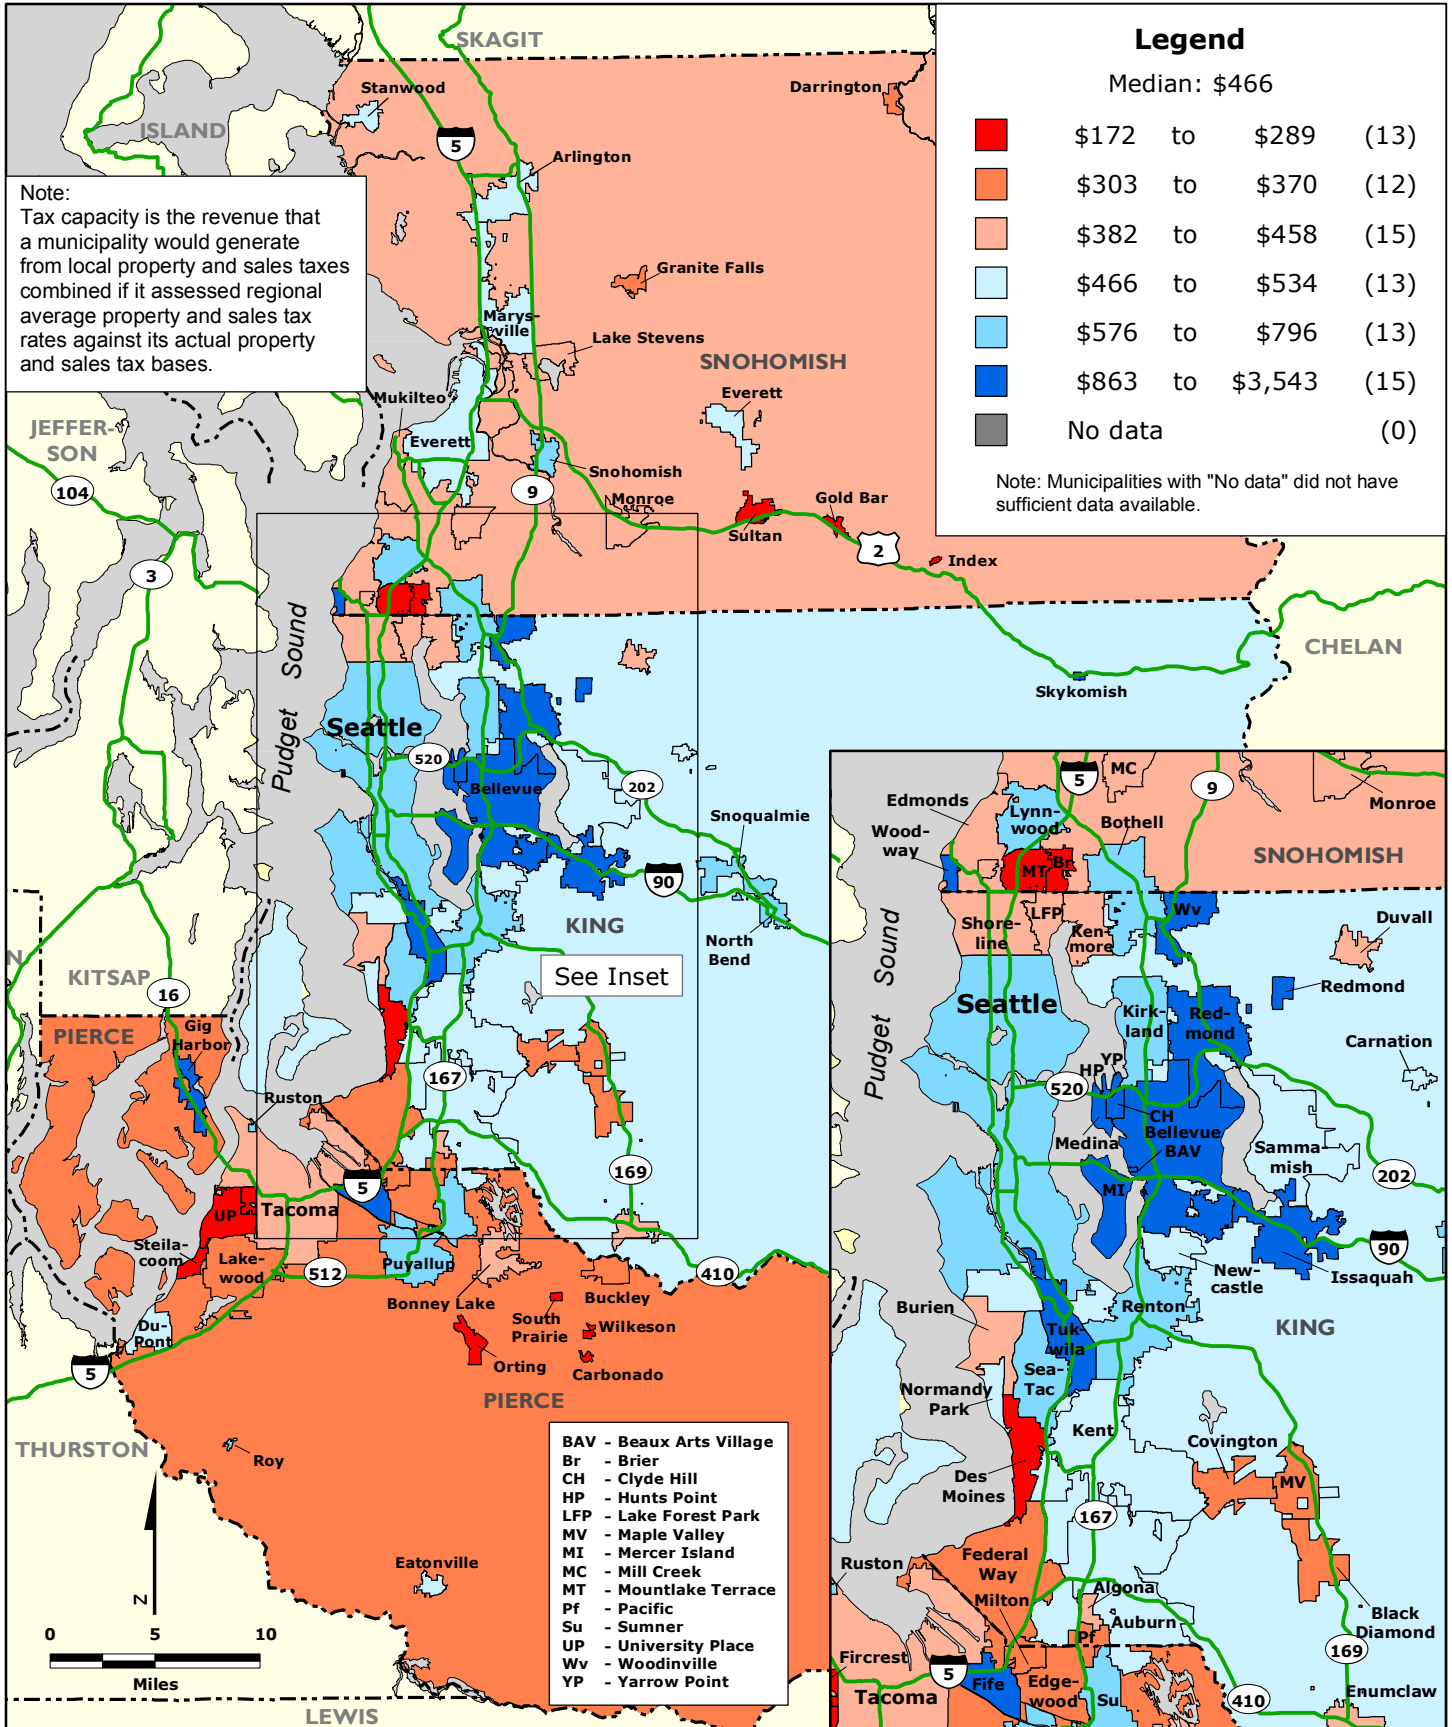 SKAGIT
Stanwood
Darrington
ISLAND
5
Arlington
Note:
Tax capacity is the revenue that
a municipality would generate
from local property and sales taxes
combined if it assessed regional
average property and sales tax
rates against its actual property
and sales tax bases.
Legend
Median: $466
$172 to $289 (13)
$303 to $370 (12)
$382 to $458 (15)
$466 to $534 (13)
$576 to $796 (13)
$863 to $3,543 (15)
No data (0)
Note: Municipalities with "No data" did not have
sufficient data available.
Granite Falls
Marys-
ville
Lake Stevens
SNOHOMISH
Mukilteo
Everett
JEFFER-
SON
Everett
Snohomish
104
9
Monroe
Gold Bar
Sultan
2
Index
3
Pudget Sound
CHELAN
Skykomish
Seattle
520
Bellevue
202
Snoqualmie
90
KING
North
Bend
See Inset
N
KITSAP
16
PIERCE
Gig
Harbor
167
Ruston
169
5
UP
Tacoma
Steila-
coom
Lake-
wood
512
Puyallup
410
Bonney Lake
South
Prairie
Buckley
Wilkeson
Du-
Pont
Orting
Carbonado
5
PIERCE
THURSTON
Roy
Eatonville
N
0 5 10
Miles
LEWIS
BAV - Beaux Arts Village
Br - Brier
CH - Clyde Hill
HP - Hunts Point
LFP - Lake Forest Park
MV - Maple Valley
MI - Mercer Island
MC - Mill Creek
MT - Mountlake Terrace
Pf - Pacific
Su - Sumner
UP - University Place
Wv - Woodinville
YP - Yarrow Point
5
MC
9
Monroe
Edmonds
Lynn-
wood
Wood-
way
Bothell
MT
Br
SNOHOMISH
Shore-
line
LFP
Ken-
more
Wv
Duvall
Pudget Sound
Seattle
Kirk-
land
Red-
mond
Redmond
Carnation
YP
HP
520
CH
Medina
Bellevue
BAV
Samma-
mish
202
MI
90
New-
castle
Issaquah
Burien
Renton
KING
Tuk-
wila
Sea-
Tac
Normandy
Park
Kent
Covington
Des
Moines
MV
167
Ruston
Federal
Way
Milton
Algona
Auburn
Black
Diamond
Pf
169
Fircrest
5
Tacoma
Fife
Edge-
wood
Su
410
Enumclaw